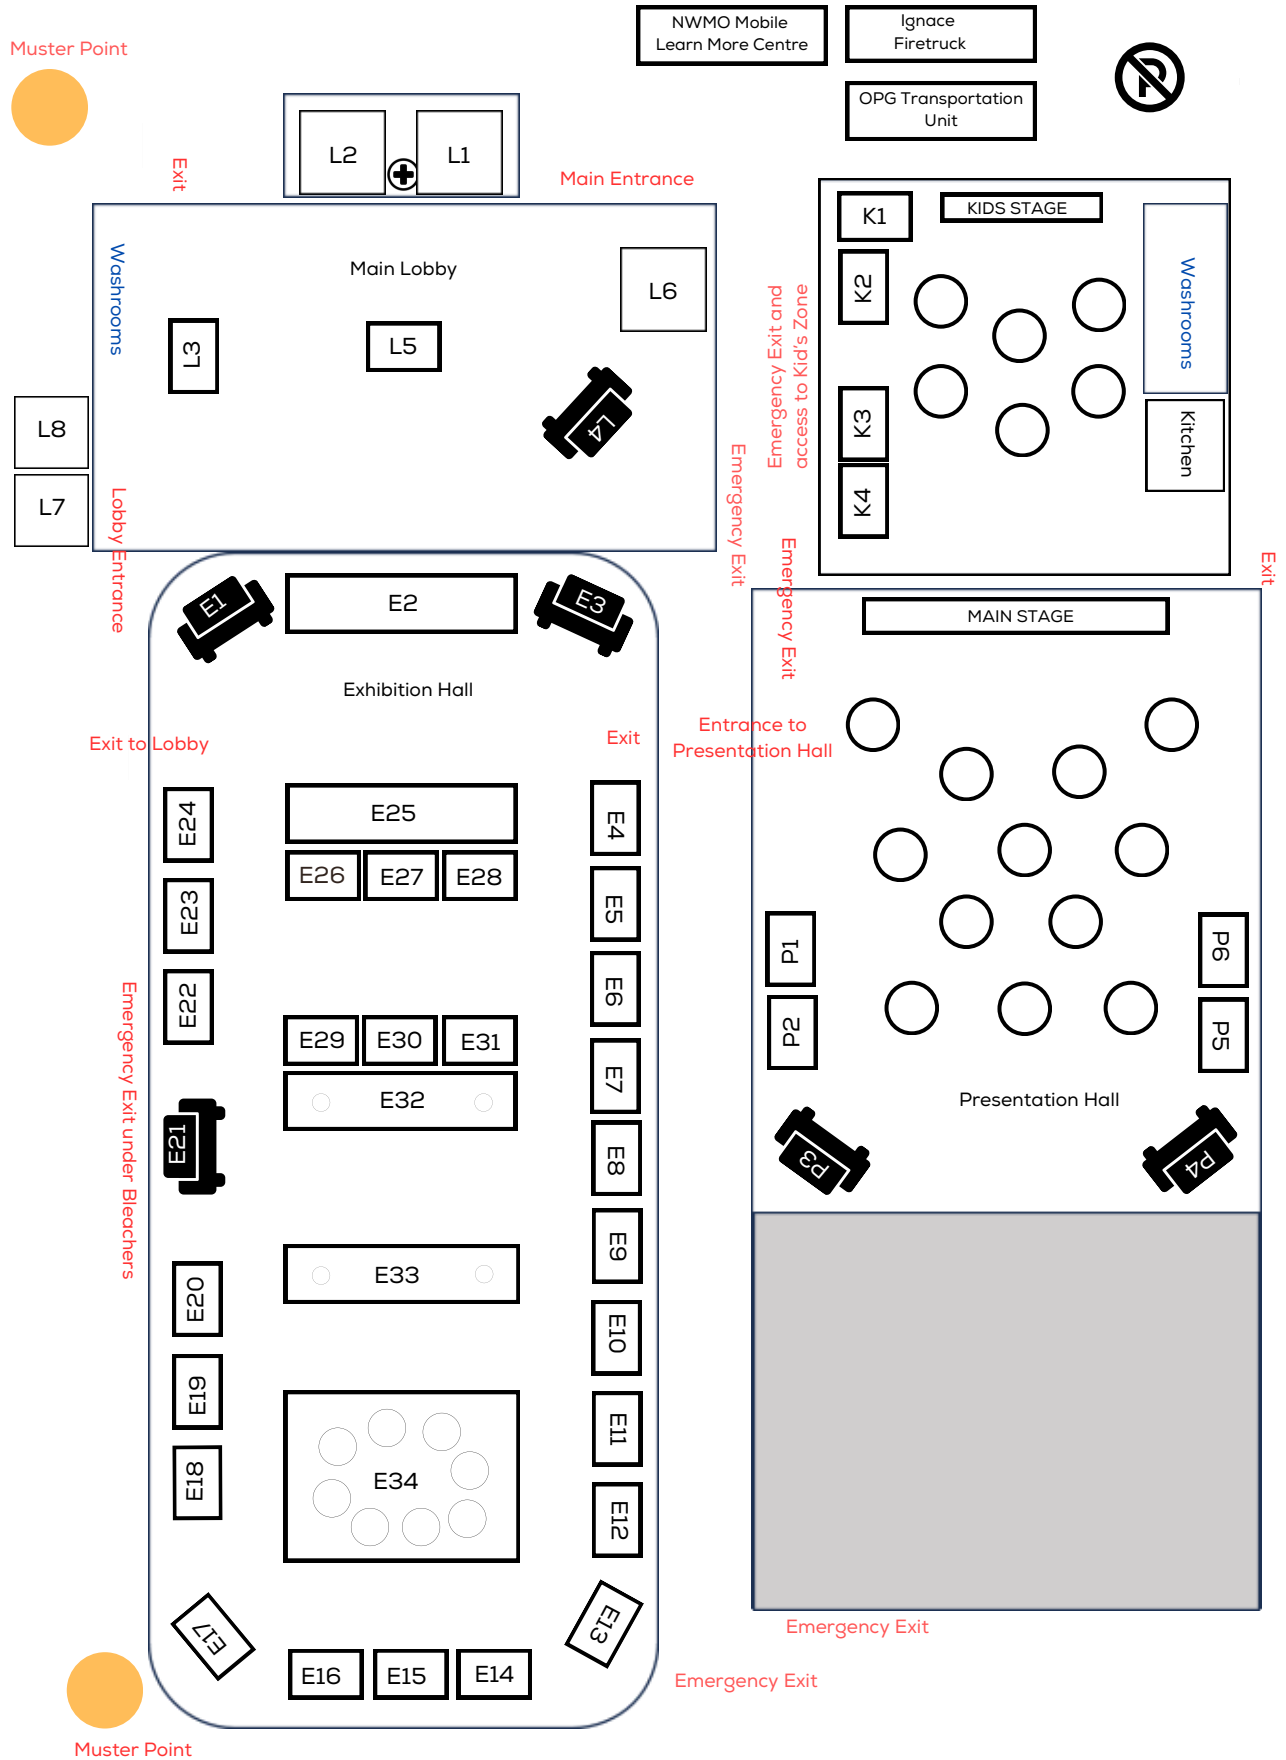 NWMO Mobile
Learn More Centre
Ignace
Firetruck
OPG Transportation
Unit
Muster Point
Exit
L2
L1
Main Entrance
Washrooms
Main Lobby
L6
L3
L5
L4
L8
L7
Lobby Entrance
Emergency Exit
Emergency Exit and
access to Kid's Zone
K1
KIDS STAGE
K2
K3
K4
Washrooms
Kitchen
Emergency Exit
Exit
E1
E2
E3
Exhibition Hall
Exit to Lobby
Exit
Entrance to
Presentation Hall
MAIN STAGE
E24
E23
E22
Emergency Exit under Bleachers
E21
E20
E19
E18
E17
E25
E26
E27
E28
E29
E30
E31
E32
E33
E34
E4
E5
E6
E7
E8
E9
E10
E11
E12
E13
E16
E15
E14
P1
P2
P6
P5
Presentation Hall
P3
P4
Emergency Exit
Emergency Exit
Muster Point